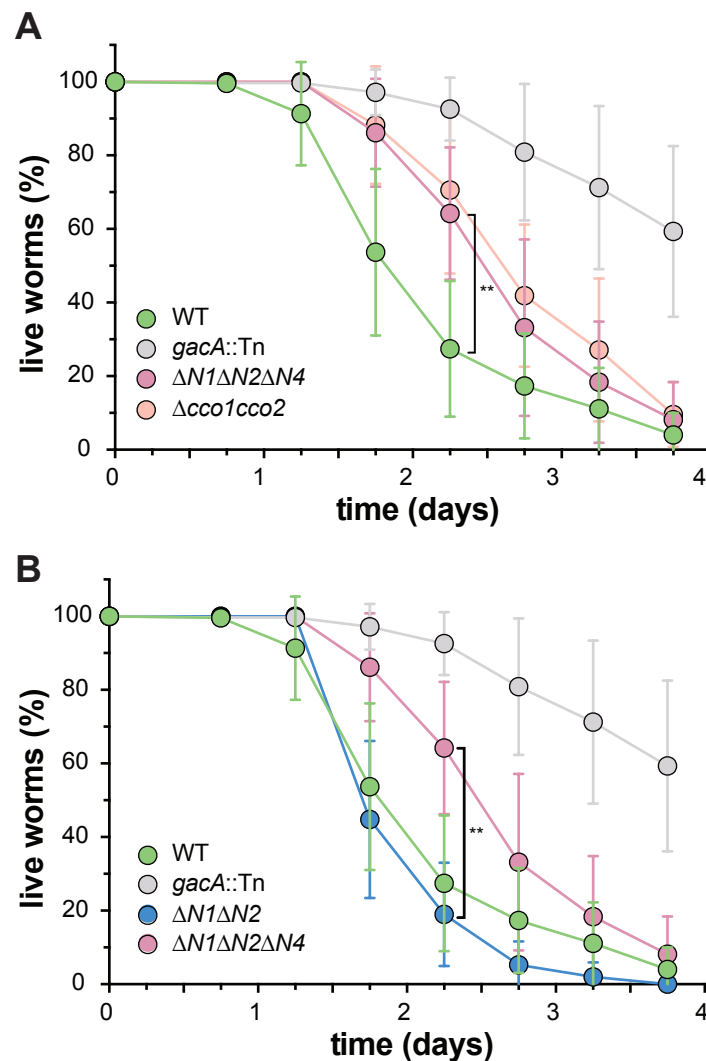 A
live worms (%)
100
80
60
40
20
0
**
WT
gacA::Tn
ΔN1ΔN2ΔN4
Δcco1cco2
0 1 2 3 4
time (days)
B
live worms (%)
100
80
60
40
20
0
**
WT
gacA::Tn
ΔN1ΔN2
ΔN1ΔN2ΔN4
0 1 2 3 4
time (days)